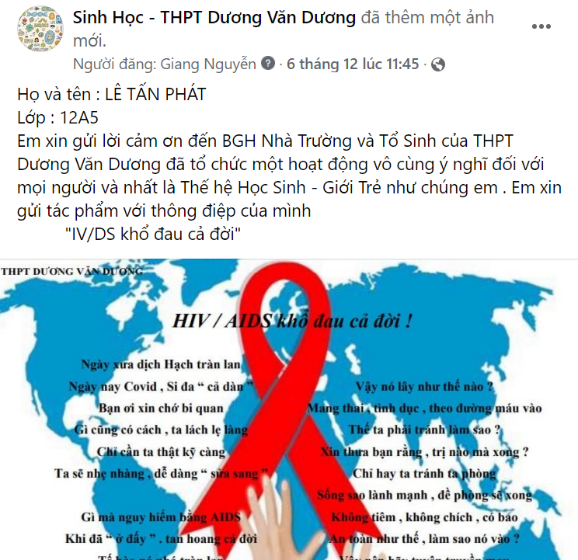 Sinh Học - THPT Dương Văn Dương đã thêm một ảnh
mới.
Người đăng: Giang Nguyễn · 6 tháng 12 lúc 11:45 ·
Họ và tên : LÊ TẤN PHÁT
Lớp : 12A5
Em xin gửi lời cảm ơn đến BGH Nhà Trường và Tổ Sinh của THPT
Dương Văn Dương đã tổ chức một hoạt động vô cùng ý nghĩ đối với
mọi người và nhất là Thế hệ Học Sinh - Giới Trẻ như chúng em . Em xin
gửi tác phẩm với thông điệp của mình
"IV/DS khổ đau cả đời"
THPT DƯƠNG VĂN DƯƠNG
HIV / AIDS khổ đau cả đời !
Ngày xưa dịch Hạch tràn lan
Ngày nay Covid , Si đa “ cả dàn ”
Bạn ơi xin chớ bi quan
Gì cũng có cách , ta lách lẹ làng
Chỉ cần ta thật kỹ càng
Ta sẽ nhẹ nhàng , dễ dàng “ sửa sang ”
Gì mà nguy hiểm bằng AIDS
Khi đã “ ở đấy ” , tan hoang cả đời
Vậy nó lây như thế nào ?
Mang thai , tình dục , theo đường máu vào
Thế ta phải tránh làm sao ?
Xin thưa bạn rằng , trị nào mà xong ?
Chỉ hay ta tránh ta phòng
Sống sao lành mạnh , đề phòng sẽ xong
Không tiêm , không chích , có bảo
An toàn như thế , làm sao nó vào ?